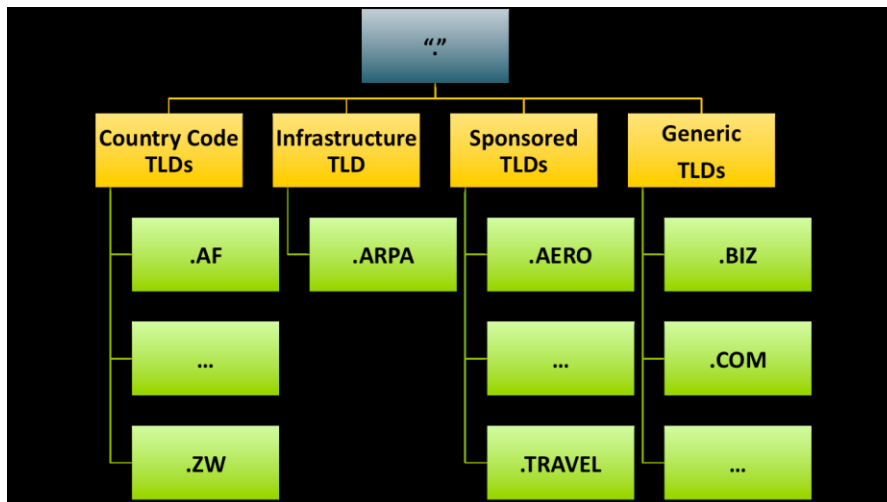 “.”
Country Code
TLDs
Infrastructure
TLD
Sponsored
TLDs
Generic
TLDs
.AF
.ARPA
.AERO
.BIZ
...
...
.COM
.ZW
.TRAVEL
...